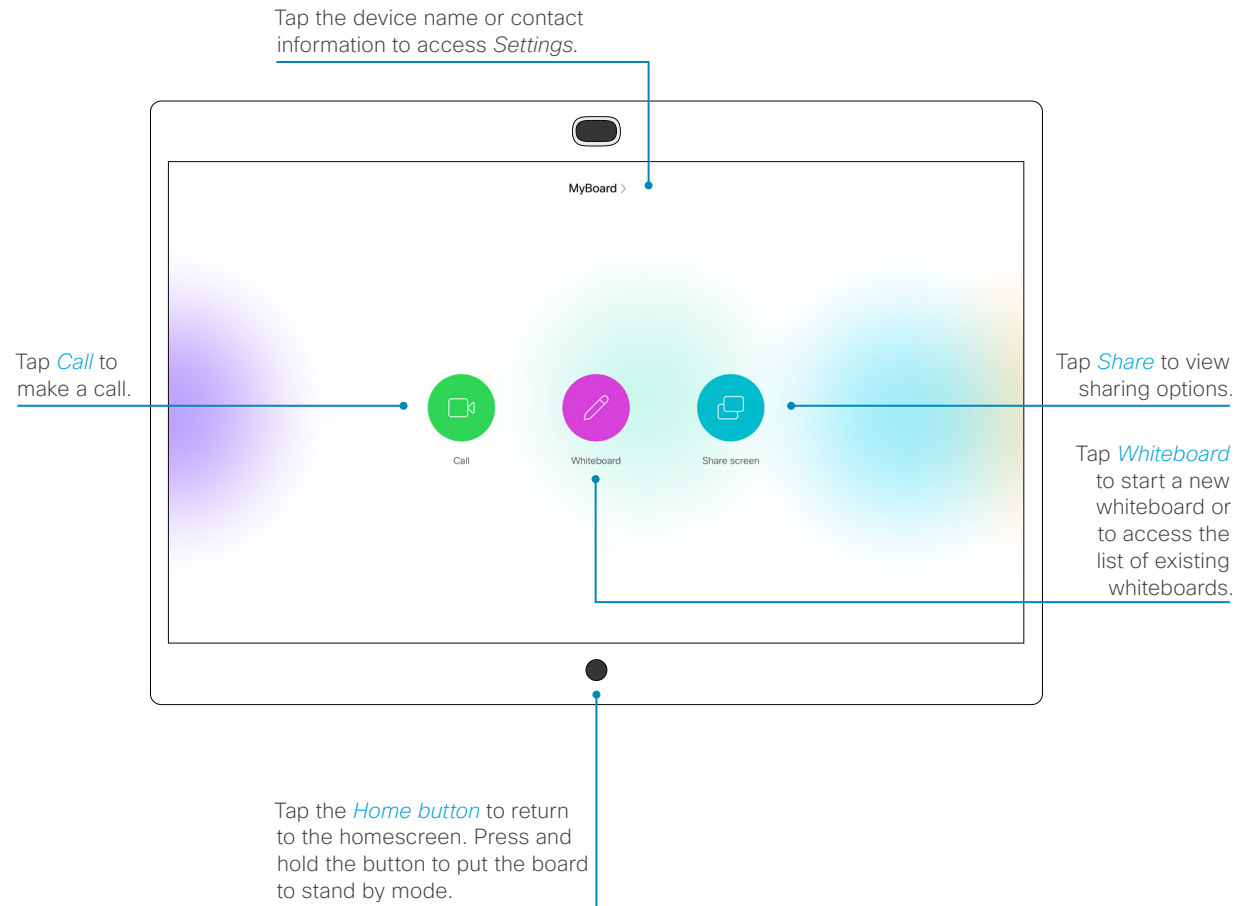 Tap the device name or contact
information to access Settings.
MyBoard >
Tap Call to
make a call.
Tap Share to view
sharing options.
Call
Whiteboard
Share screen
Tap Whiteboard
to start a new
whiteboard or
to access the
list of existing
whiteboards.
Tap the Home button to return
to the homescreen. Press and
hold the button to put the board
to stand by mode.